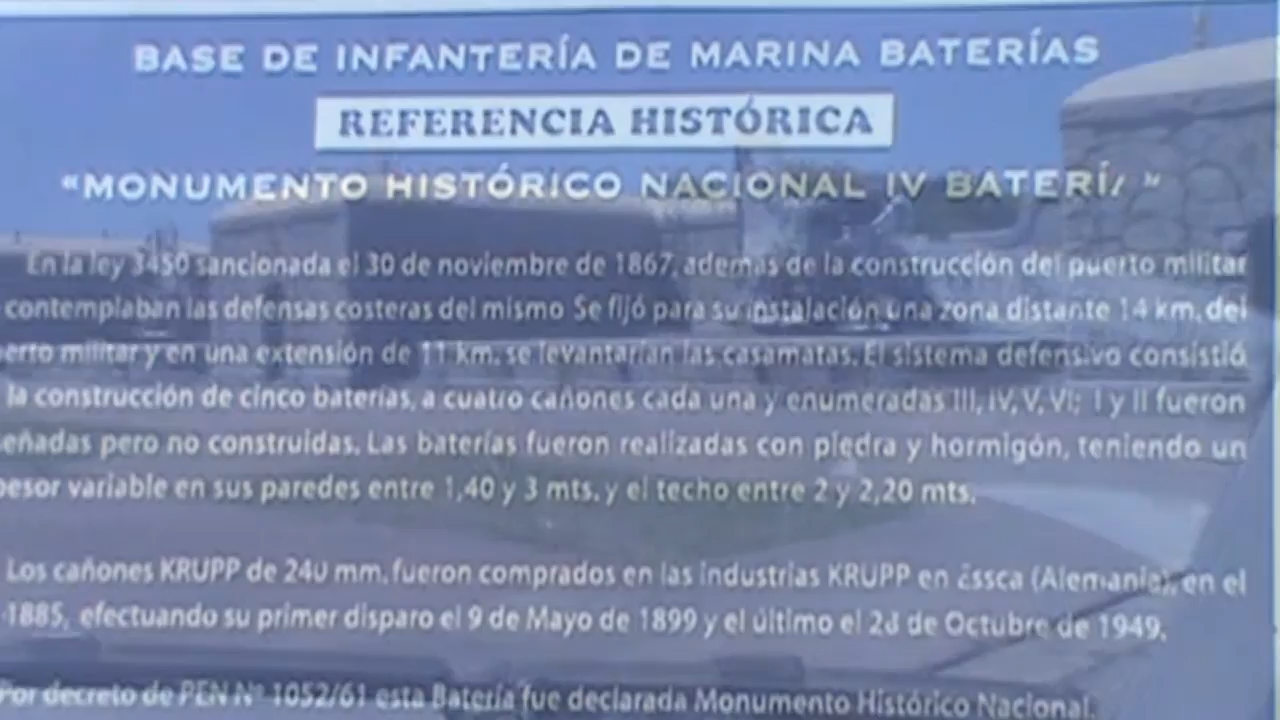 BASE DE INFANTERÍA DE MARINA BATERÍAS
REFERENCIA HISTÓRICA
"MONUMENTO HISTÓRICO NACIONAL IV BATERÍA"
En la ley 3450 sancionada el 30 de noviembre de 1867, además de la construcción del puerto militar
contemplaban las defensas costeras del mismo Se fijó para su instalación una zona distante 14 km. del
erto militar y en una extensión de 11 km. se levantarían las casamatas. El sistema defensivo consistió
la construcción de cinco baterías, a cuatro cañones cada una y enumeradas III, IV, V, VI; I y II fueron
eñadas pero no construidas. Las baterías fueron realizadas con piedra y hormigón, teniendo un
pesor variable en sus paredes entre 1,40 y 3 mts. y el techo entre 2 y 2,20 mts.
Los cañones KRUPP de 240 mm. fueron comprados en las industrias KRUPP en (Alemania), en el
1885, efectuando su primer disparo el 9 de Mayo de 1899 y el último el de Octubre de 1949.
Por decreto de PEN Nº 1052/61 esta Batería fue declarada Monumento Histórico Nacional.